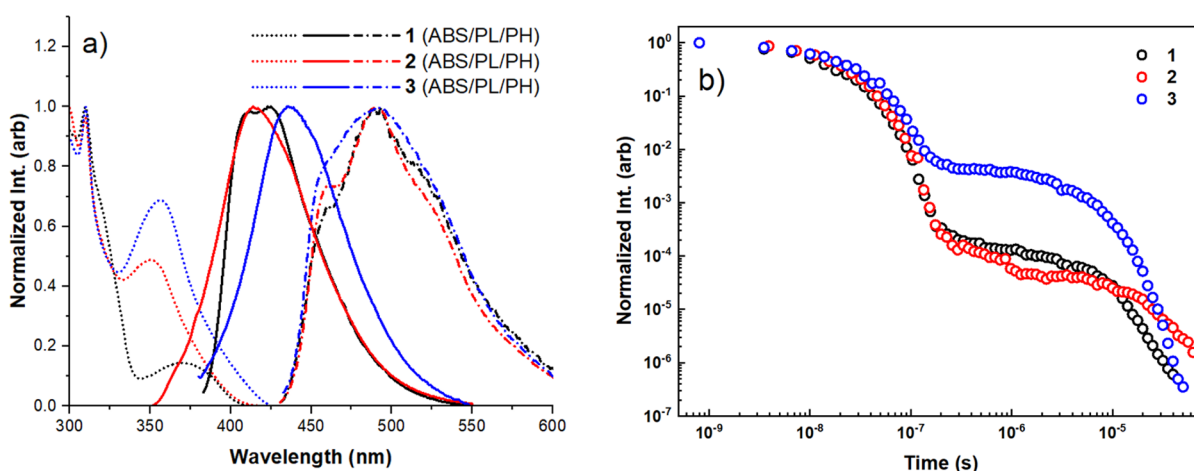 a)
1 (ABS/PL/PH)
2 (ABS/PL/PH)
3 (ABS/PL/PH)
Normalized Int. (arb)
1.2
1.0
0.8
0.6
0.4
0.2
0.0
300 350 400 450 500 550 600
Wavelength (nm)
b)
1
2
3
Normalized Int. (arb)
10^0
10^-1
10^-2
10^-3
10^-4
10^-5
10^-6
10^-7
10^-9 10^-8 10^-7 10^-6 10^-5
Time (s)